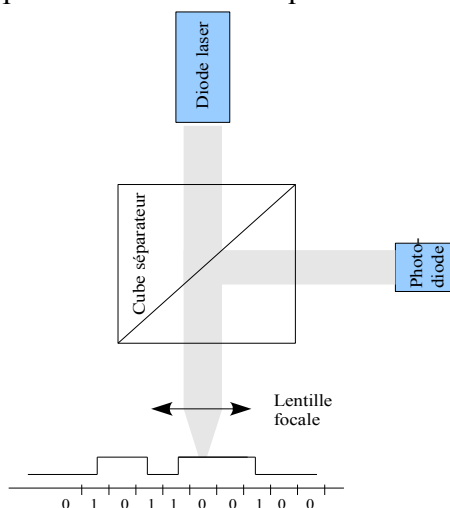 Diode laser
Cube séparateur
Photo-
diode
Lentille
focale
0 1 0 1 1 0 0 1 0 0